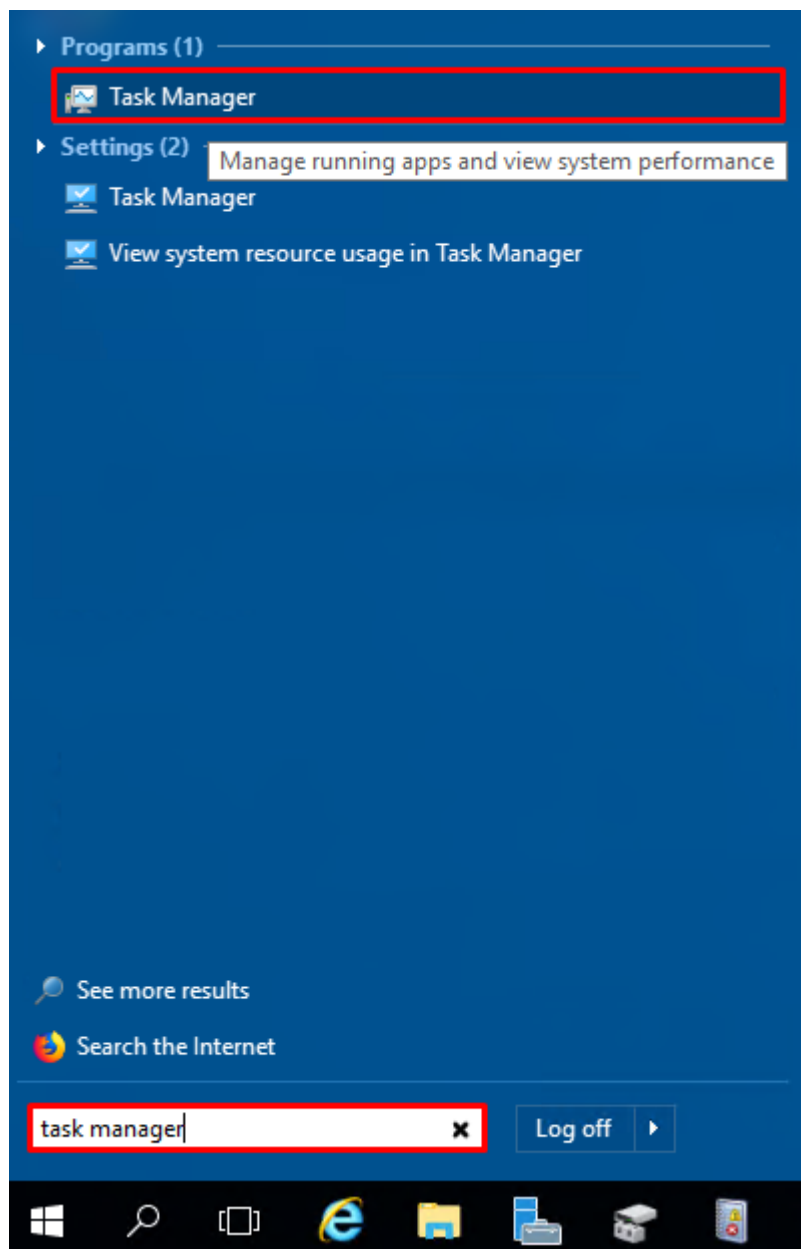 Programs (1)
Task Manager
Settings (2)
Manage running apps and view system performance
Task Manager
View system resource usage in Task Manager
See more results
Search the Internet
task manager
Log off